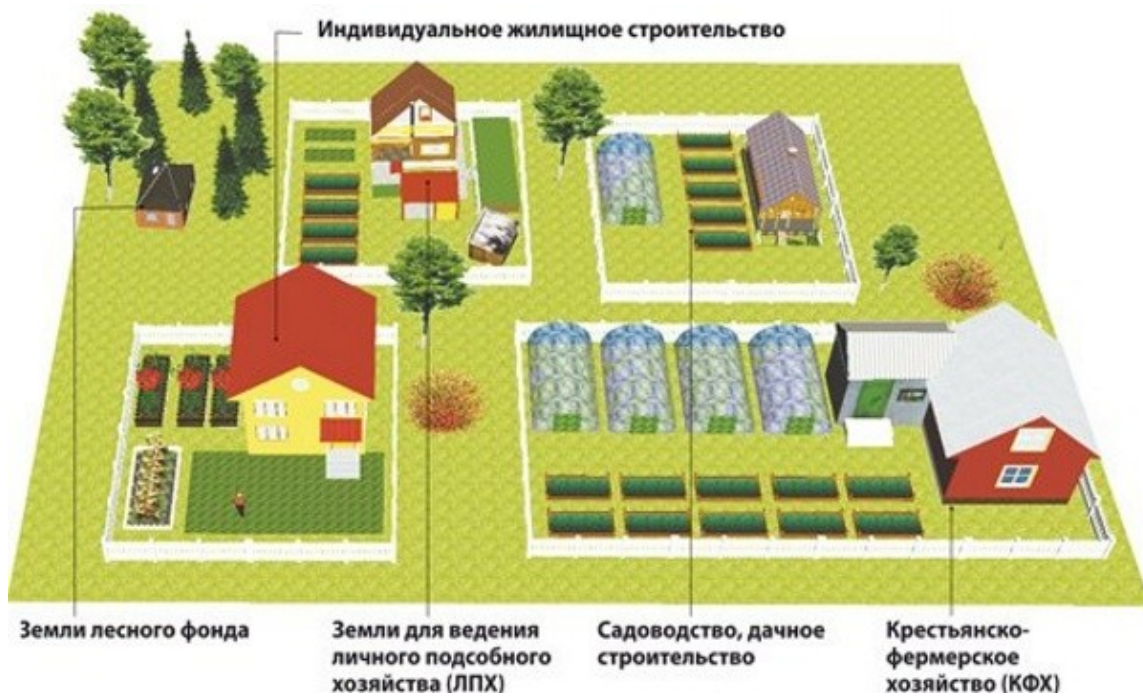 Индивидуальное жилищное строительство
Земли лесного фонда
Земли для ведения
личного подсобного
хозяйства (ЛПХ)
Садоводство, дачное
строительство
Крестьянско-
фермерское
хозяйство (КФХ)